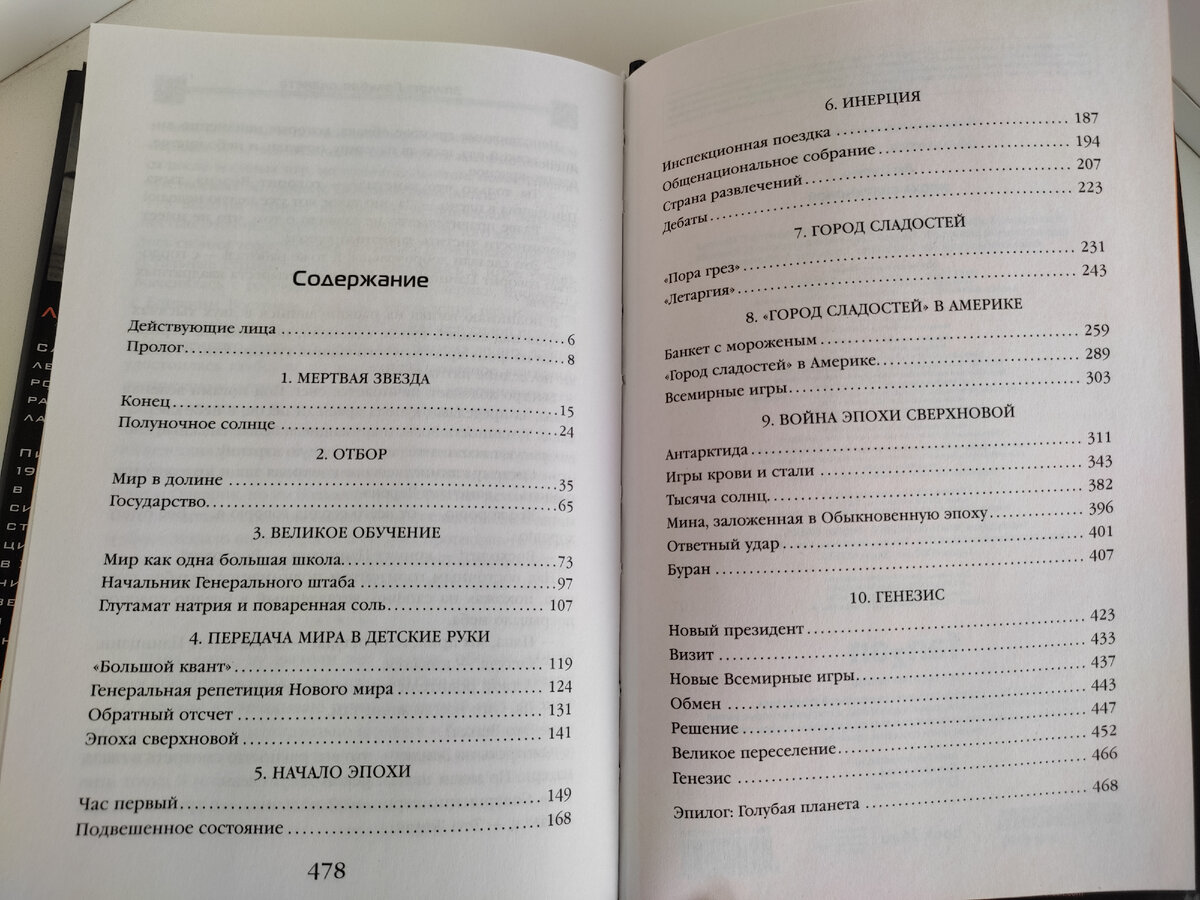 Содержание
Действующие лица ........ 6
Пролог........ 8
1. МЕРТВАЯ ЗВЕЗДА
Конец........ 15
Полуночное солнце ........ 24
2. ОТБОР
Мир в долине ........ 35
Государство........ 65
3. ВЕЛИКОЕ ОБУЧЕНИЕ
Мир как одна большая школа........ 73
Начальник Генерального штаба ........ 97
Глутамат натрия и поваренная соль........ 107
4. ПЕРЕДАЧА МИРА В ДЕТСКИЕ РУКИ
«Большой квант»........ 119
Генеральная репетиция Нового мира ........ 124
Обратный отсчет ........ 131
Эпоха сверхновой ........ 141
5. НАЧАЛО ЭПОХИ
Час первый........ 149
Подвешенное состояние ........ 168
478
6. ИНЕРЦИЯ
Инспекционная поездка ........ 187
Общенациональное собрание ........ 194
Страна развлечений........ 207
Дебаты........ 223
7. ГОРОД СЛАДОСТЕЙ
«Пора грез»........ 231
«Летаргия»........ 243
8. «ГОРОД СЛАДОСТЕЙ» В АМЕРИКЕ
Банкет с мороженым ........ 259
«Город сладостей» в Америке........ 289
Всемирные игры........ 303
9. ВОЙНА ЭПОХИ СВЕРХНОВОЙ
Антарктида ........ 311
Игры крови и стали ........ 343
Тысяча солнц........ 382
Мина, заложенная в Обыкновенную эпоху........ 396
Ответный удар ........ 401
Буран ........ 407
10. ГЕНЕЗИС
Новый президент ........ 423
Визит ........ 433
Новые Всемирные игры........ 437
Обмен ........ 443
Решение ........ 447
Великое переселение........ 452
Генезис ........ 466
Эпилог: Голубая планета ........ 468